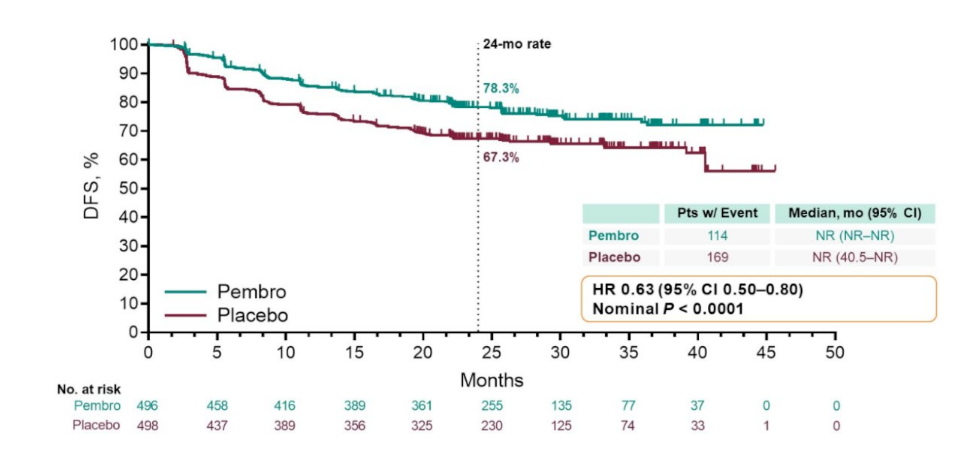 24-mo rate
100
90
80
70
60
50
40
30
20
10
0
DFS, %
78.3%
67.3%
Pts w/ Event Median, mo (95% CI)
Pembro 114 NR (NR–NR)
Placebo 169 NR (40.5–NR)
HR 0.63 (95% CI 0.50–0.80)
Nominal P < 0.0001
Pembro
Placebo
0 5 10 15 20 25 30 35 40 45 50
Months
No. at risk
Pembro 496 458 416 389 361 255 135 77 37 0 0
Placebo 498 437 389 356 325 230 125 74 33 1 0